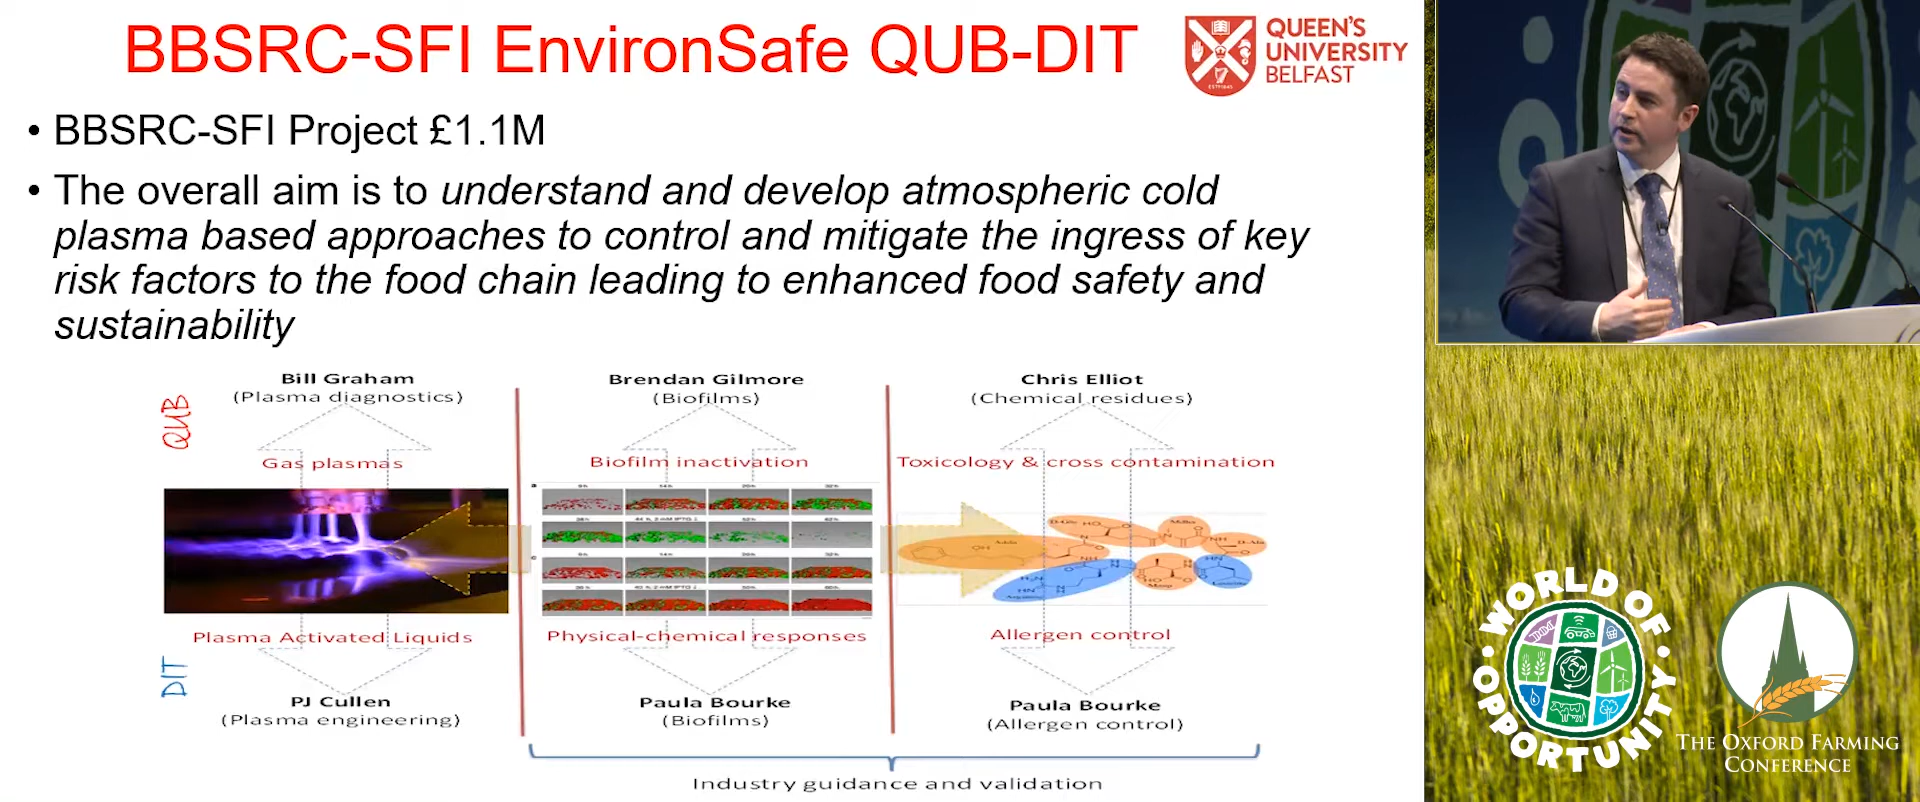 BBSRC-SFI EnvironSafe QUB-DIT
QUEEN'S
UNIVERSITY
BELFAST
• BBSRC-SFI Project £1.1M
• The overall aim is to understand and develop atmospheric cold
plasma based approaches to control and mitigate the ingress of key
risk factors to the food chain leading to enhanced food safety and
sustainability
QUB
Bill Graham
(Plasma diagnostics)
Gas plasmas
Plasma Activated Liquids
DIT
PJ Cullen
(Plasma engineering)
Brendan Gilmore
(Biofilms)
Biofilm inactivation
Physical-chemical responses
Paula Bourke
(Biofilms)
Chris Elliot
(Chemical residues)
Toxicology & cross contamination
Allergen control
Paula Bourke
(Allergen control)
Industry guidance and validation
WORLD OF
OPPORTUNITY
THE OXFORD FARMING
CONFERENCE